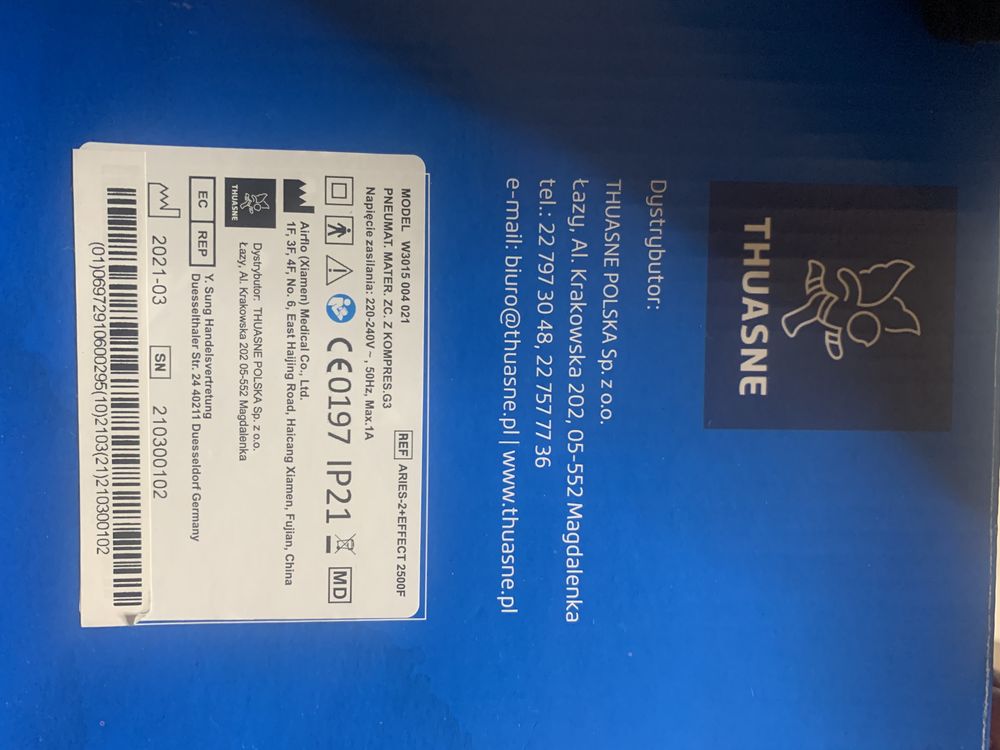 THUASNE
Dystrybutor:
THUASNE POLSKA Sp. z o.o.
Łazy, Al. Krakowska 202, 05-552 Magdalenka
tel.: 22 797 30 48, 22 757 77 36
e-mail: biuro@thuasne.pl | www.thuasne.pl
MODEL W3015 004 021 REF ARIES-2+EFFECT 2500F
PNEUMAT. MATER. ZC. Z KOMPRES.G3
Napięcie zasilania: 220-240V ~, 50Hz, Max.1A
CE0197 IP21 MD
Airflo (Xiamen) Medical Co., Ltd.
1F, 3F, 4F, No. 6, East Haijing Road, Haicang Xiamen, Fujian, China
THUASNE
Dystrybutor: THUASNE POLSKA Sp. z o.o.
Łazy, Al. Krakowska 202 05-552 Magdalenka
EC REP Y. Sung Handelsvertretung
Duesselthaler Str. 24 40211 Duesseldorf Germany
2021-03 SN 210300102
(01)06972910600295(10)2103(21)210300102